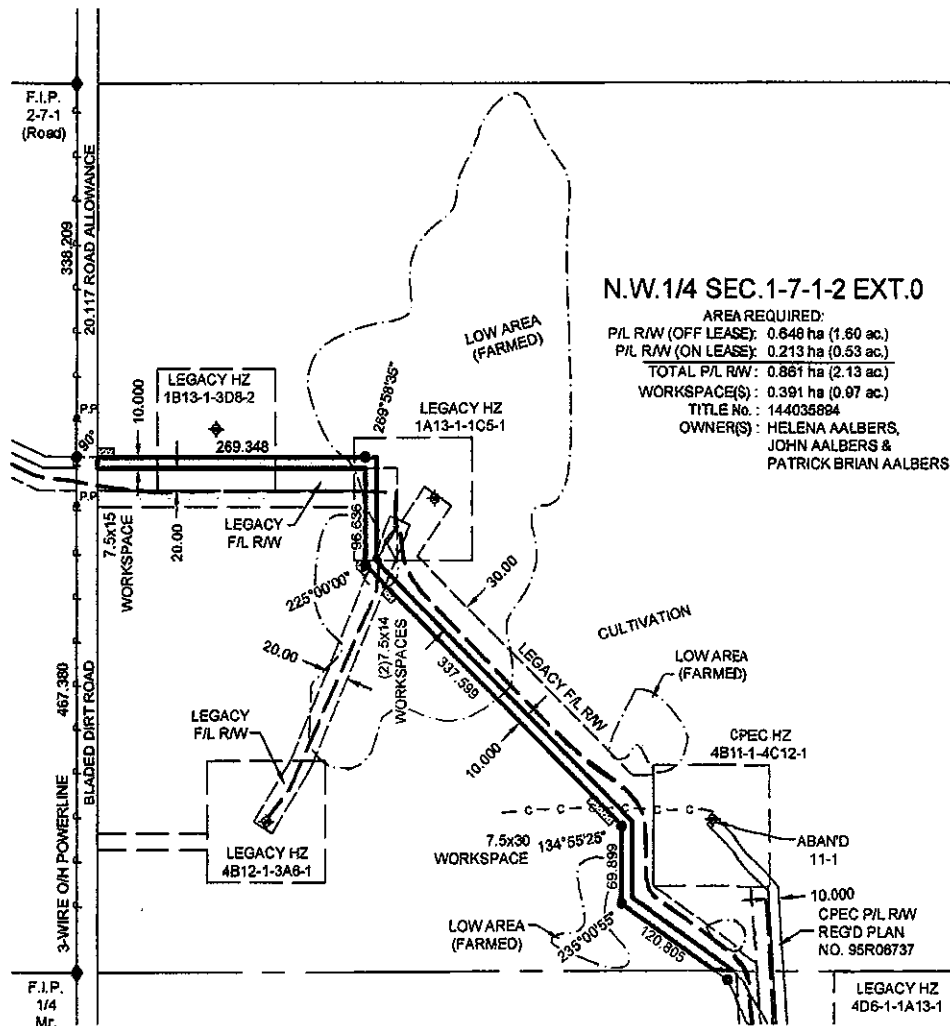 F.I.P.
2-7-1
(Road)
338.209
20.117 ROAD ALLOWANCE
LOW AREA
(FARMED)
N.W.1/4 SEC.1-7-1-2 EXT.0
AREA REQUIRED:
P/L R/W (OFF LEASE): 0.648 ha (1.60 ac.)
P/L R/W (ON LEASE): 0.213 ha (0.53 ac.)
TOTAL P/L R/W: 0.861 ha (2.13 ac.)
WORKSPACE(S): 0.391 ha (0.97 ac.)
TITLE No.: 144035894
OWNER(S): HELENA AALBERS,
JOHN AALBERS &
PATRICK BRIAN AALBERS
LEGACY HZ
1B13-1-3D8-2
269°58'35"
LEGACY HZ
1A13-1-1C5-1
P.P.
10.000
90°
269.348
P.P.
7.5x15
WORKSPACE
20.00
LEGACY
F/L R/W
96.636
225°00'00"
30.00
CULTIVATION
20.00
(2)7.5x14
WORKSPACES
337.599
LEGACY F/L R/W
LOW AREA
(FARMED)
467.380
BLADED DIRT ROAD
3-WIRE O/H POWERLINE
LEGACY
F/L R/W
10.000
CPEC HZ
4B11-1-4C12-1
C C C C
LEGACY HZ
4B12-1-3A6-1
7.5x30
WORKSPACE
134°55'25"
69.899
ABAN'D
11-1
10.000
CPEC P/L R/W
REG'D PLAN
NO. 95R06737
LOW AREA
(FARMED)
235°00'55"
120.805
F.I.P.
1/4
Mr.
LEGACY HZ
4D6-1-1A13-1